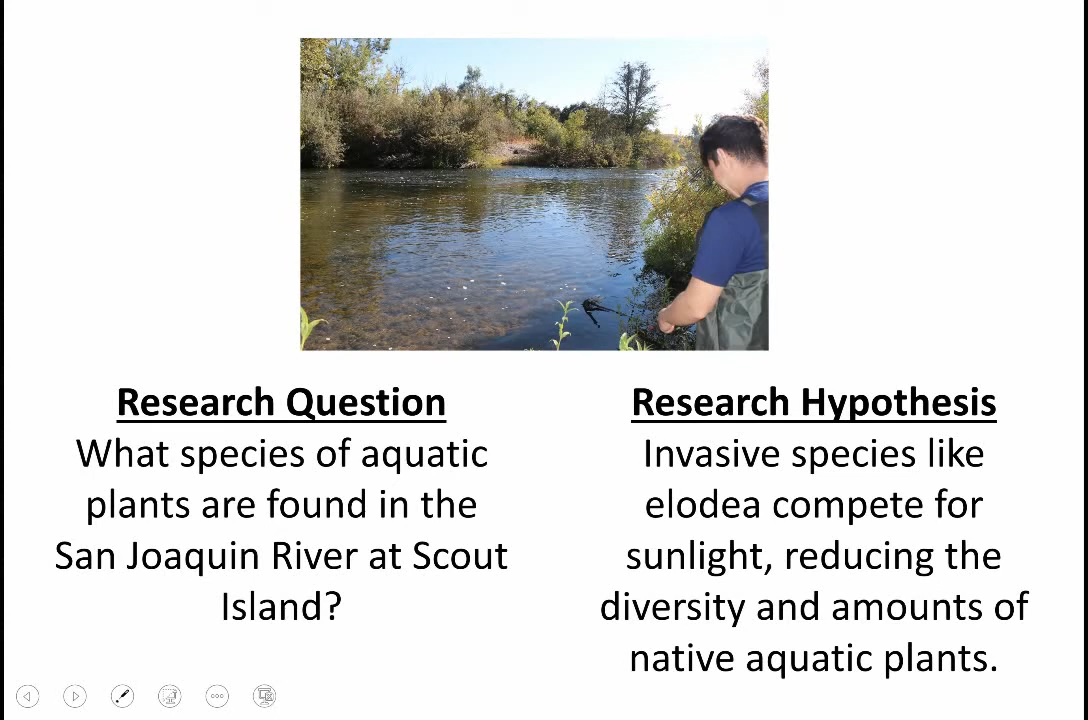 Research Question
What species of aquatic
plants are found in the
San Joaquin River at Scout
Island?
Research Hypothesis
Invasive species like
elodea compete for
sunlight, reducing the
diversity and amounts of
native aquatic plants.